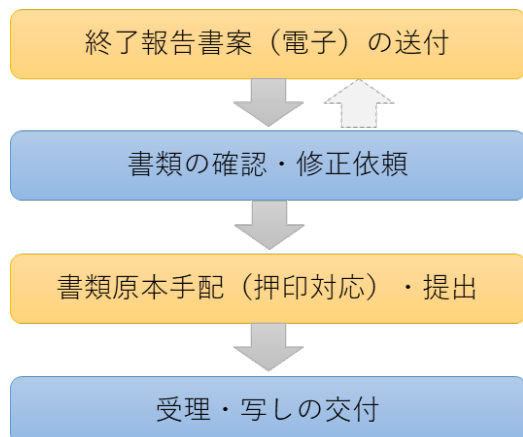 終了報告書案（電子）の送付
書類の確認・修正依頼
書類原本手配（押印対応）・提出
受理・写しの交付